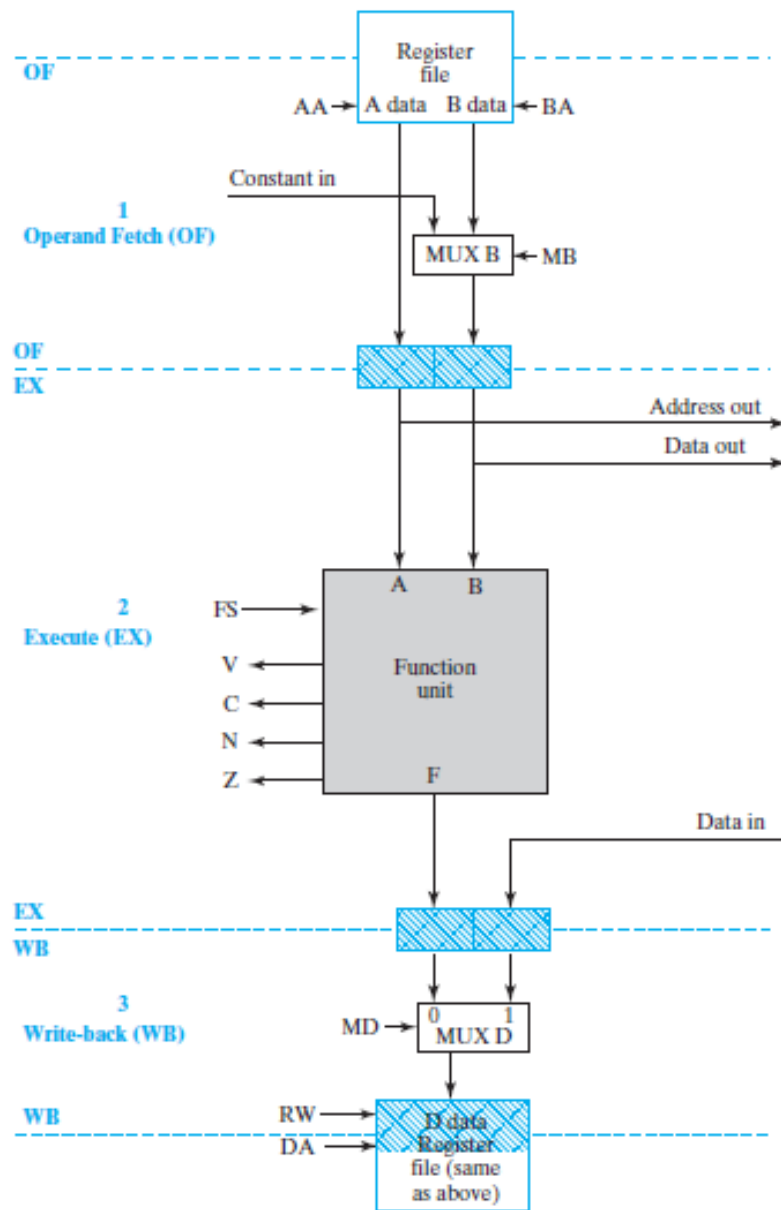 Register
file
OF
AA
A data
B data
BA
Constant in
1
Operand Fetch (OF)
MUX B
MB
OF
EX
Address out
Data out
A
B
2
Execute (EX)
FS
V
Function
unit
C
N
Z
F
Data in
EX
WB
3
Write-back (WB)
0
1
MD
MUX D
WB
RW
D data
DA
Register
file (same
as above)